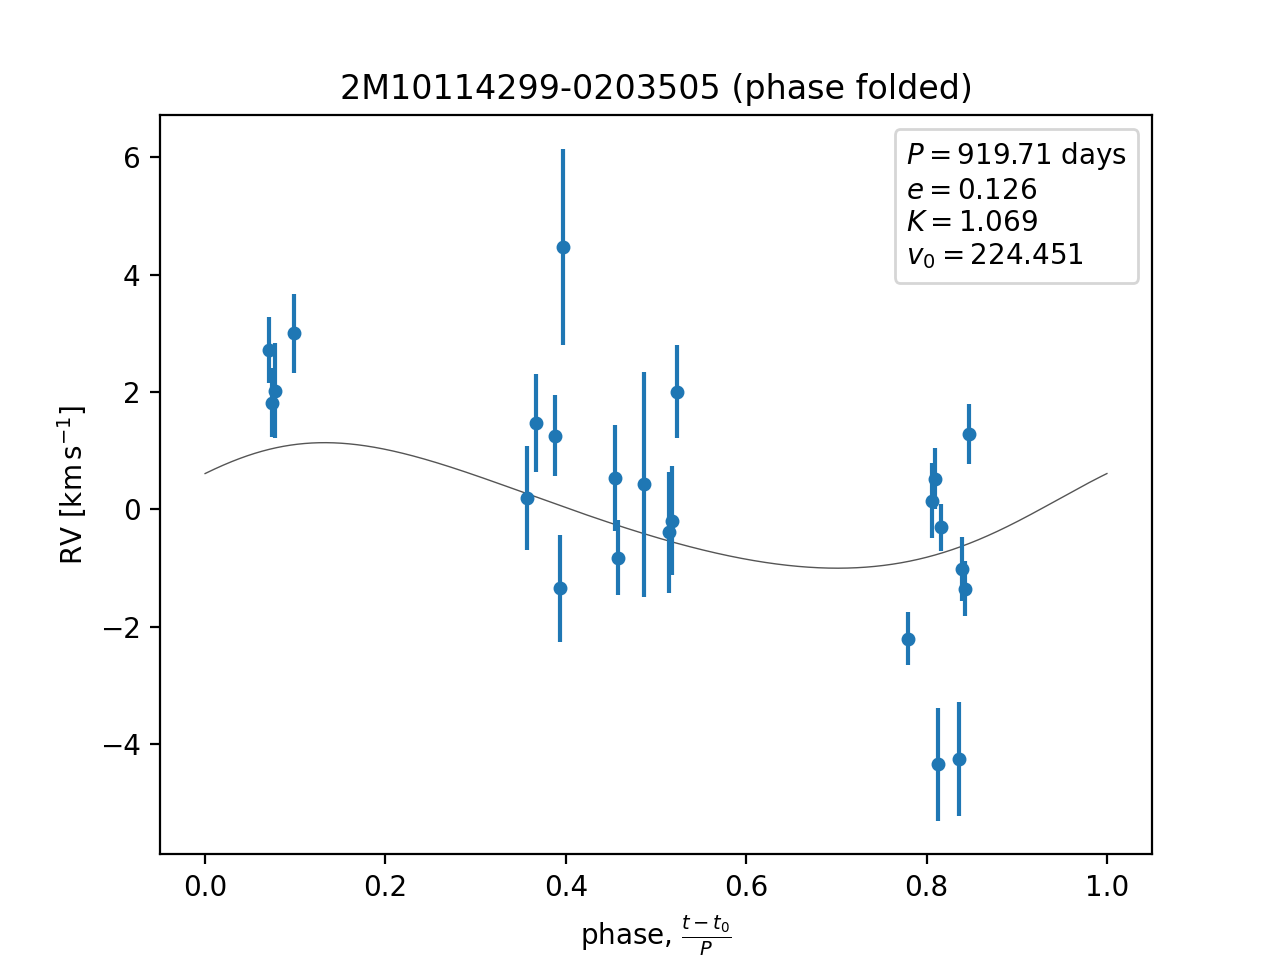 2M10114299-0203505 (phase folded)
P = 919.71 days
e = 0.126
K = 1.069
v₀ = 224.451
RV [km s⁻¹]
6
4
2
0
−2
−4
0.0 0.2 0.4 0.6 0.8 1.0
phase, (t − t₀)/P